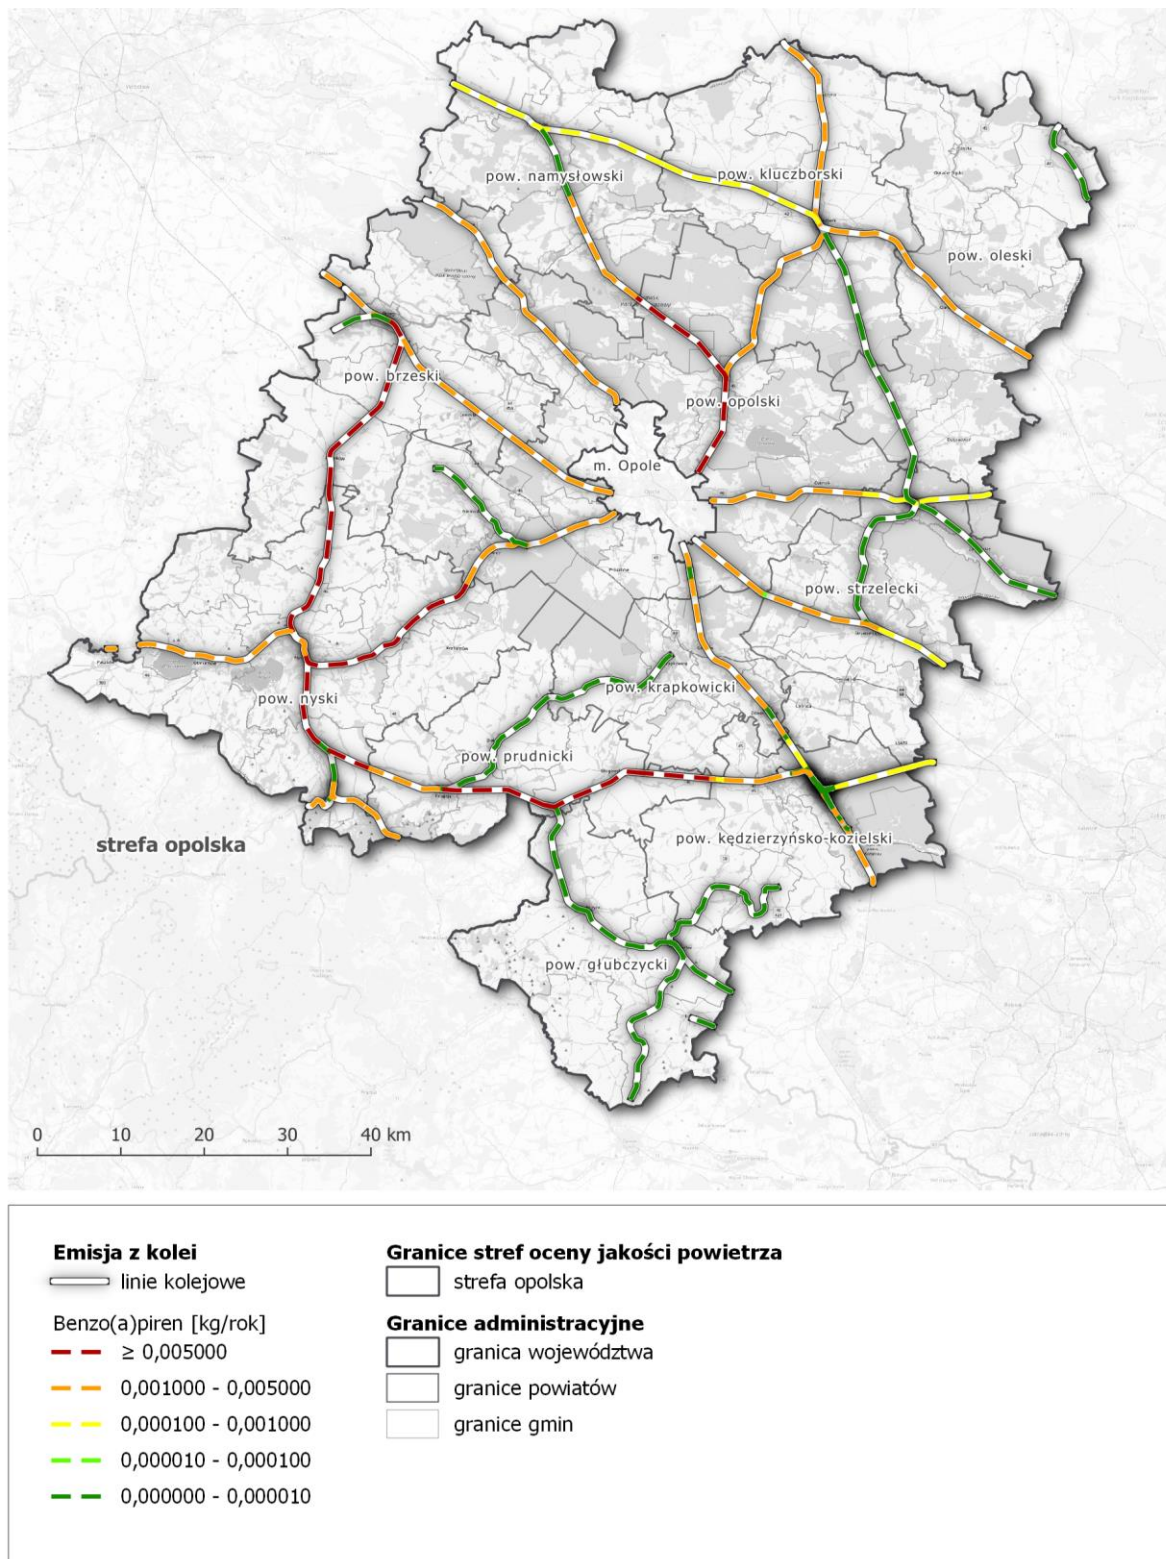 pow. namysłowski
pow. kluczborski
pow. oleski
pow. brzeski
pow. opolski
m. Opole
pow. strzelecki
pow. nyski
pow. krapkowicki
pow. prudnicki
strefa opolska
pow. kędzierzyńsko-kozielski
pow. głubczycki
0 10 20 30 40 km
Emisja z kolei
linie kolejowe
Benzo(a)piren [kg/rok]
≥ 0,005000
0,001000 - 0,005000
0,000100 - 0,001000
0,000010 - 0,000100
0,000000 - 0,000010
Granice stref oceny jakości powietrza
strefa opolska
Granice administracyjne
granica województwa
granice powiatów
granice gmin